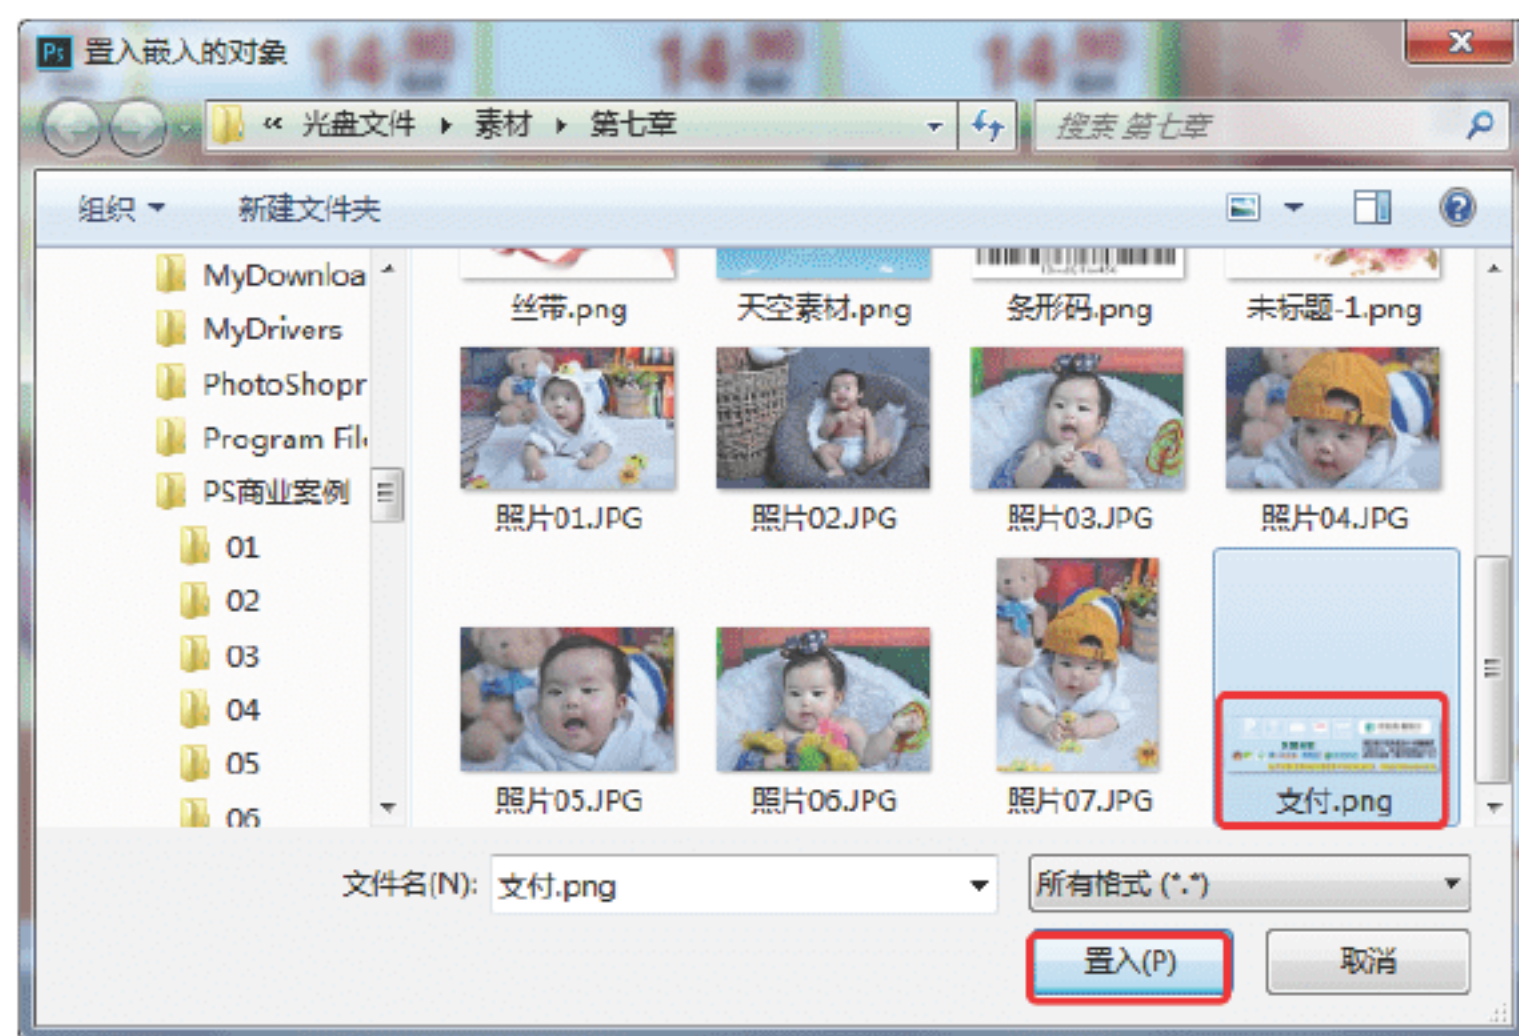 Ps 置入嵌入的对象
14 14 14
« 光盘文件 ▸ 素材 ▸ 第七章 搜索 第七章
组织 新建文件夹
MyDownloa
MyDrivers
PhotoShopr
Program Fil
PS商业案例
01
02
03
04
05
06
丝带.png 天空素材.png 条形码.png 未标题-1.png
照片01.JPG 照片02.JPG 照片03.JPG 照片04.JPG
照片05.JPG 照片06.JPG 照片07.JPG 支付.png
文件名(N): 支付.png 所有格式 (*.*)
置入(P) 取消